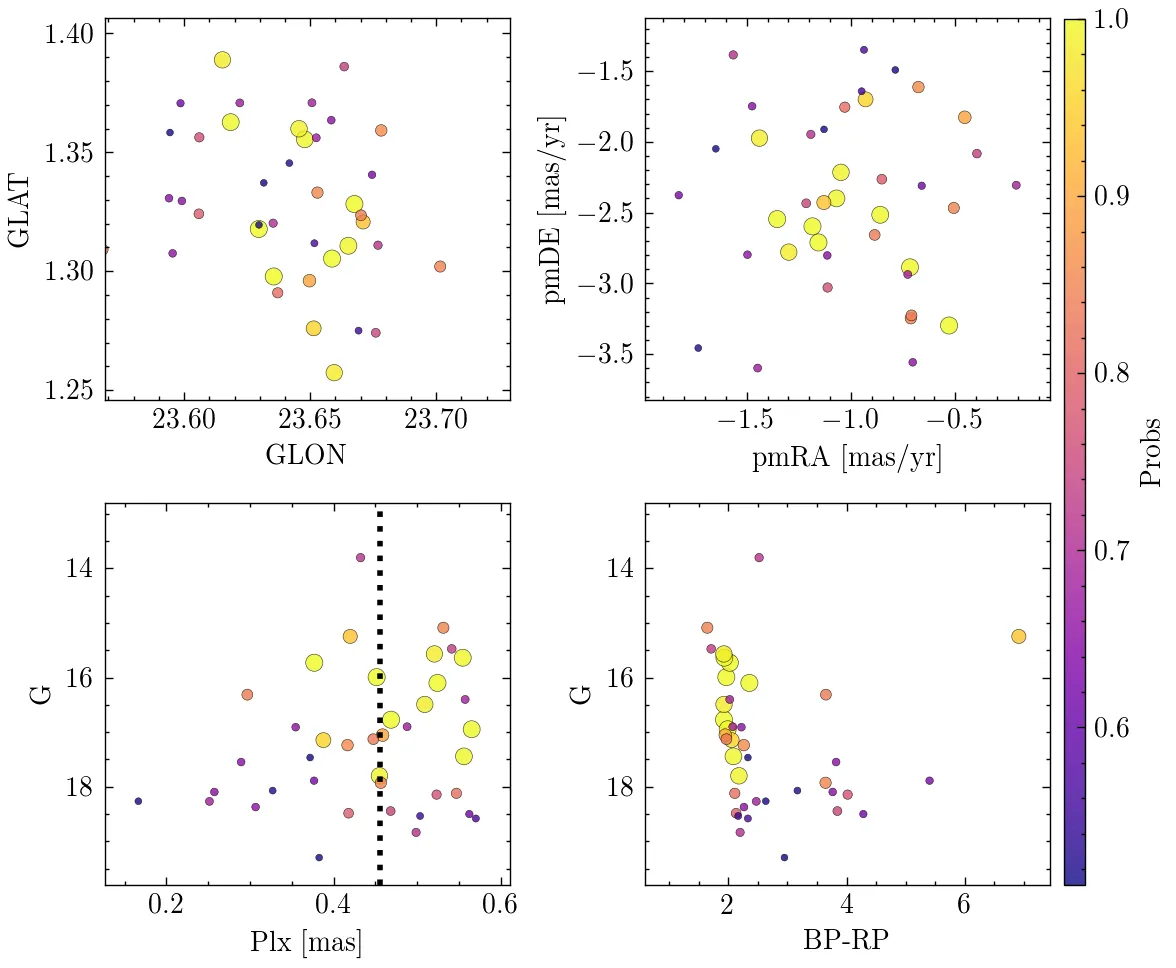 1.40
1.35
1.30
1.25
GLAT
23.60 23.65 23.70
GLON
−1.5
−2.0
−2.5
−3.0
−3.5
pmDE [mas/yr]
−1.5 −1.0 −0.5
pmRA [mas/yr]
1.0
0.9
0.8
0.7
0.6
Probs
14
16
18
G
0.2 0.4 0.6
Plx [mas]
14
16
18
G
2 4 6
BP-RP